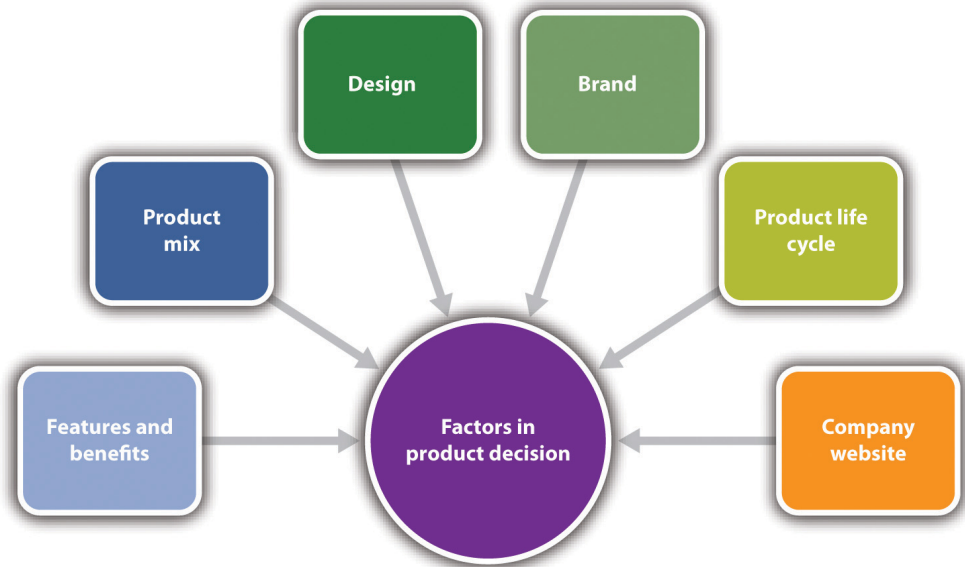 Design
Brand
Product
mix
Product life
cycle
Features and
benefits
Factors in
product decision
Company
website